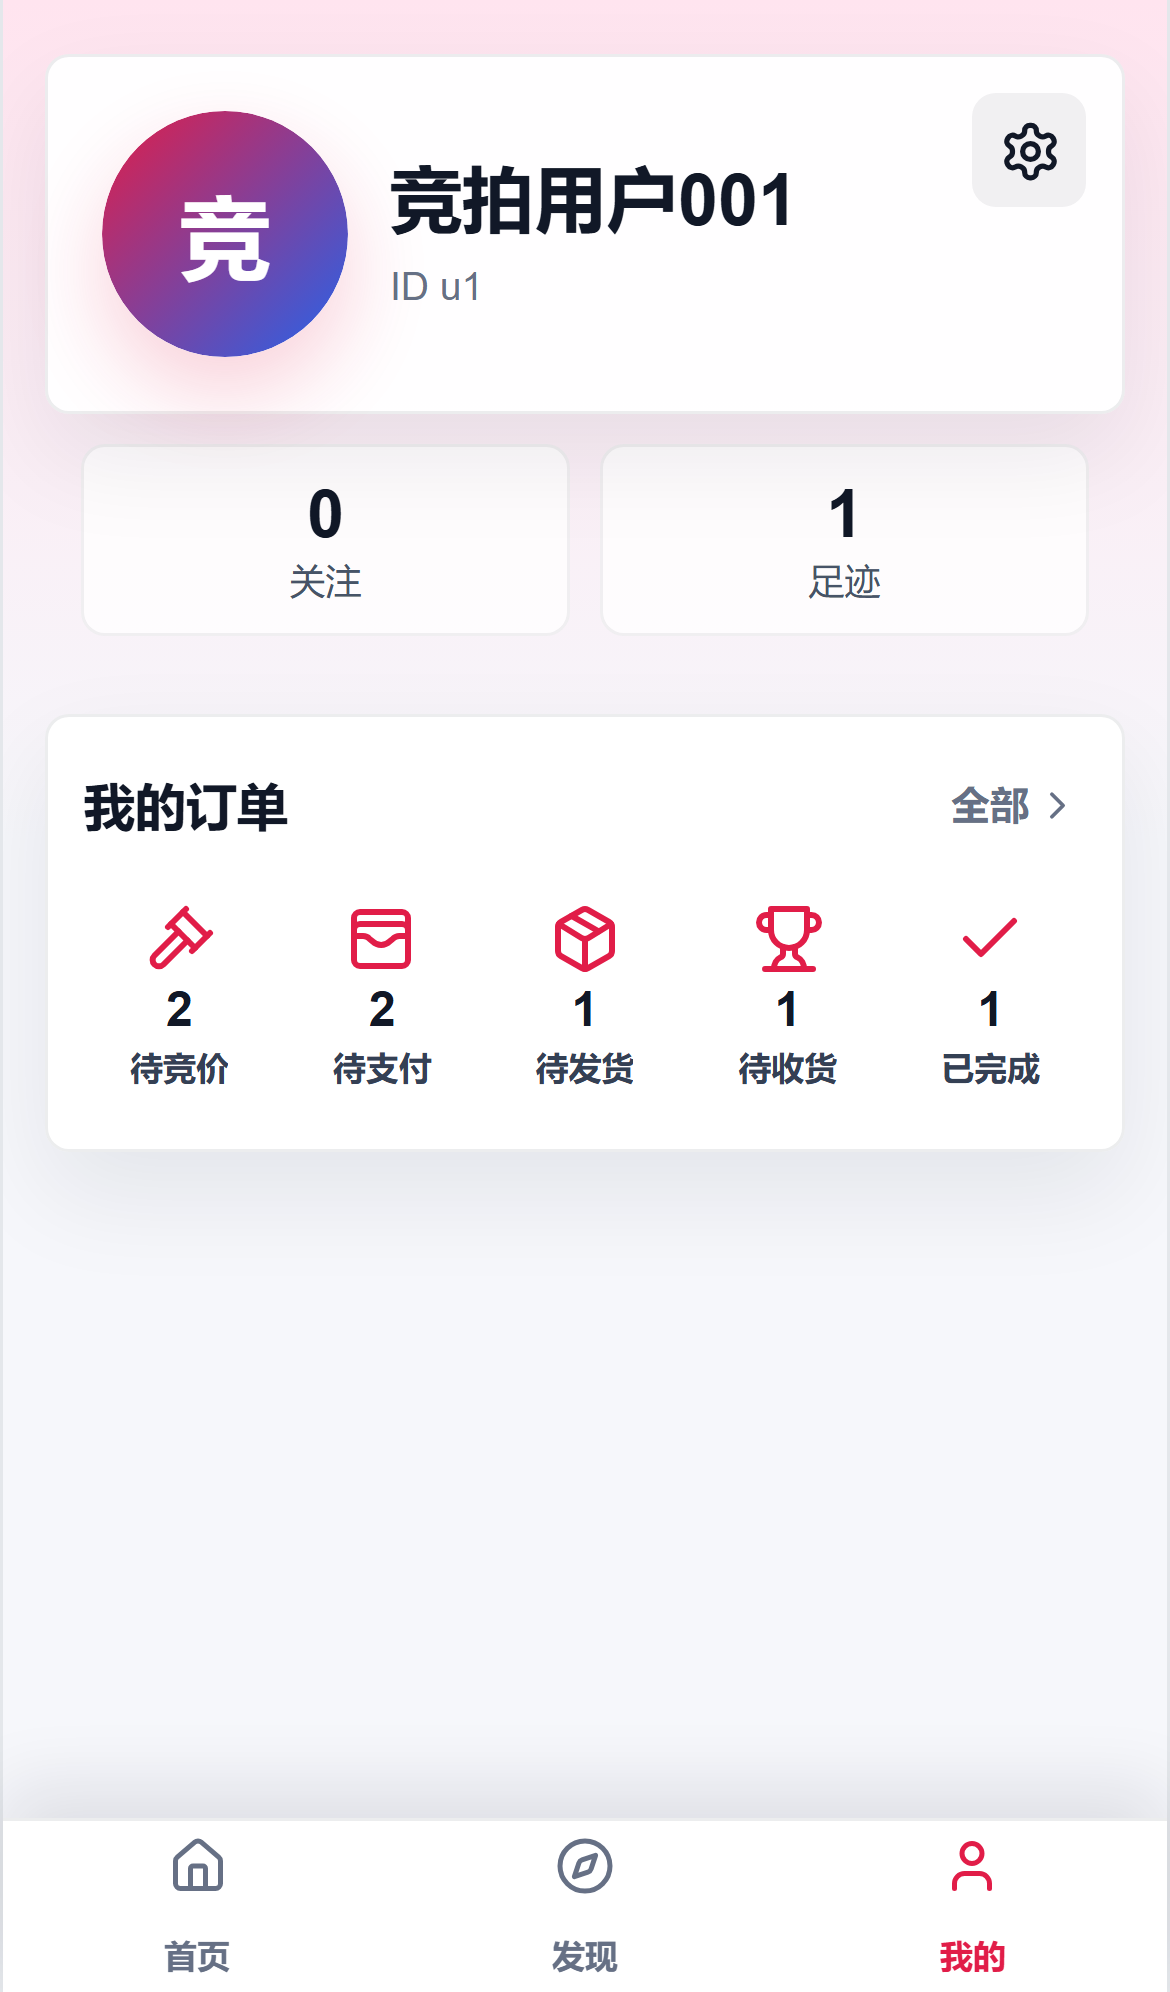 竞
竞拍用户001
ID u1
0
关注
1
足迹
我的订单
全部
2
待竞价
2
待支付
1
待发货
1
待收货
1
已完成
首页
发现
我的